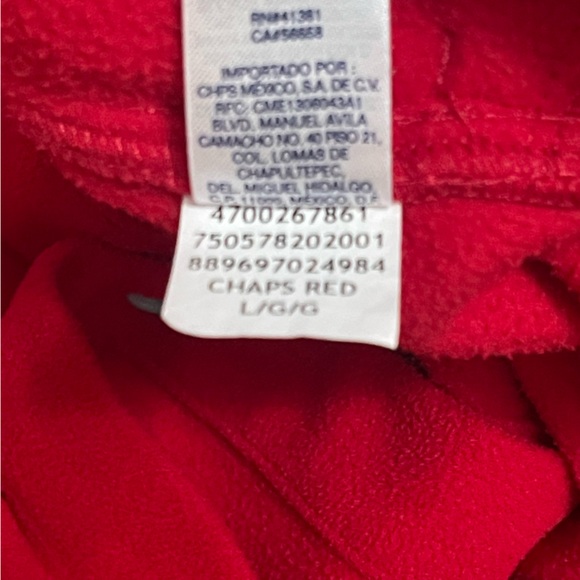 RN#41381
CA#56658
IMPORTADO POR :
CHPS MÉXICO, S.A. DE C.V.
RFC: CME1306043A1
BLVD. MANUEL AVILA
CAMACHO NO. 40 PISO 21,
COL. LOMAS DE
CHAPULTEPEC,
DEL. MIGUEL HIDALGO,
C.P. 11000, MÉXICO, D.F.
4700267861
750578202001
889697024984
CHAPS RED
L/G/G